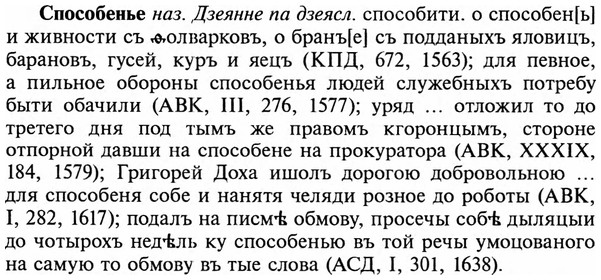 Способенье наз. Дзеянне па дзеясл. способити. о способен[ь]
и живности съ ѳолварковъ, о бранъ[е] съ подданыхъ яловицъ,
барановъ, гусей, куръ и яецъ (КПД, 672, 1563); для певное,
а пильное обороны способенья людей служебныхъ потребу
быти обачили (АВК, III, 276, 1577); уряд ... отложил то до
третего дня под тымъ же правомъ кгоронцымъ, стороне
отпорной давши на способене на прокуратора (АВК, XXXIX,
184, 1579); Григорей Доха ишолъ дорогою добровольною ...
для способеня собе и нанятя челяди розное до роботы (АВК,
I, 282, 1617); подалъ на писмѣ обмову, просечы собѣ дыляцыи
до чотырохъ недѣль ку способенью въ той речы умоцованого
на самую то обмову въ тые слова (АСД, I, 301, 1638).